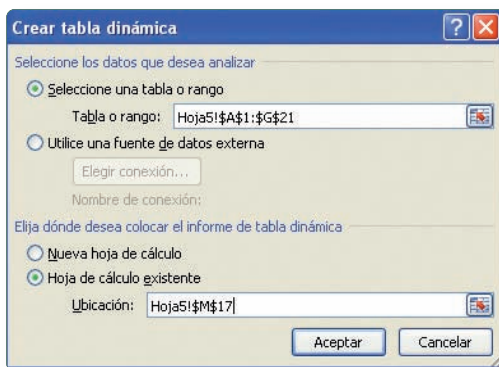 Crear tabla dinámica
Seleccione los datos que desea analizar
Seleccione una tabla o rango
Tabla o rango: Hoja5!$A$1:$G$21
Utilice una fuente de datos externa
Elegir conexión...
Nombre de conexión:
Elija dónde desea colocar el informe de tabla dinámica
Nueva hoja de cálculo
Hoja de cálculo existente
Ubicación: Hoja5!$M$17
Aceptar Cancelar